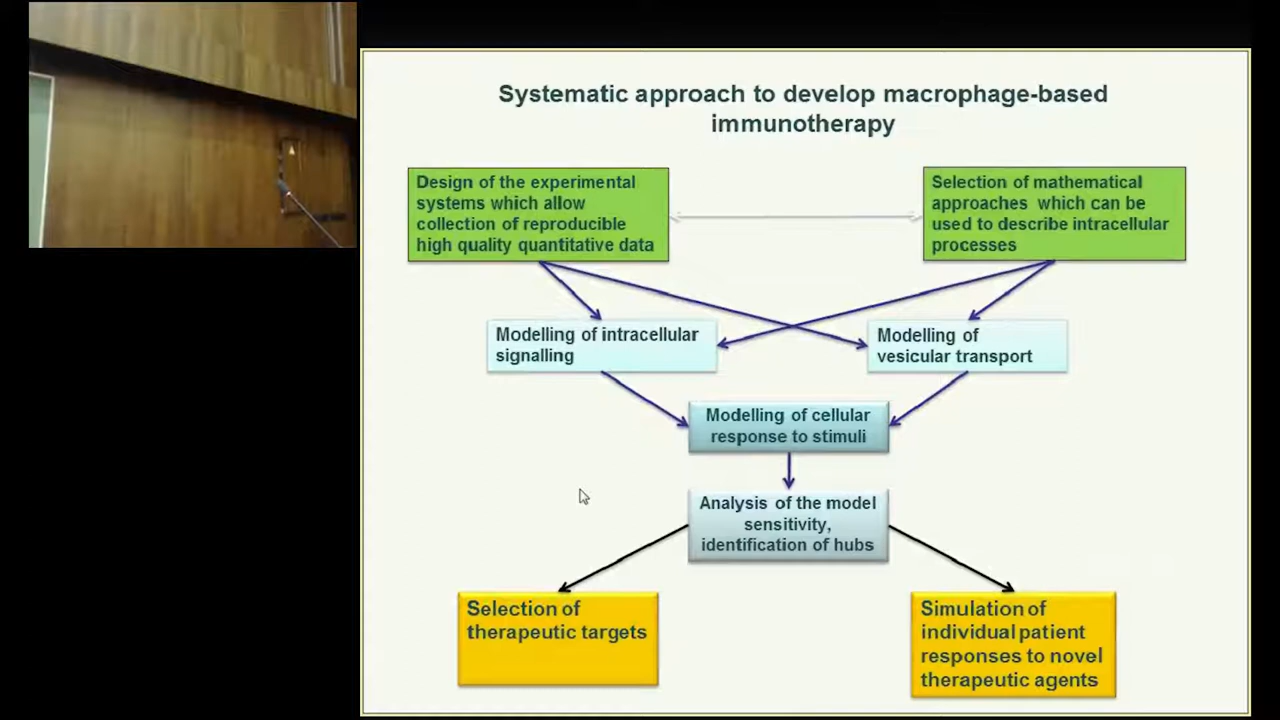 Systematic approach to develop macrophage-based
immunotherapy
Design of the experimental
systems which allow
collection of reproducible
high quality quantitative data
Selection of mathematical
approaches which can be
used to describe intracellular
processes
Modelling of intracellular
signalling
Modelling of
vesicular transport
Modelling of cellular
response to stimuli
Analysis of the model
sensitivity,
identification of hubs
Selection of
therapeutic targets
Simulation of
individual patient
responses to novel
therapeutic agents